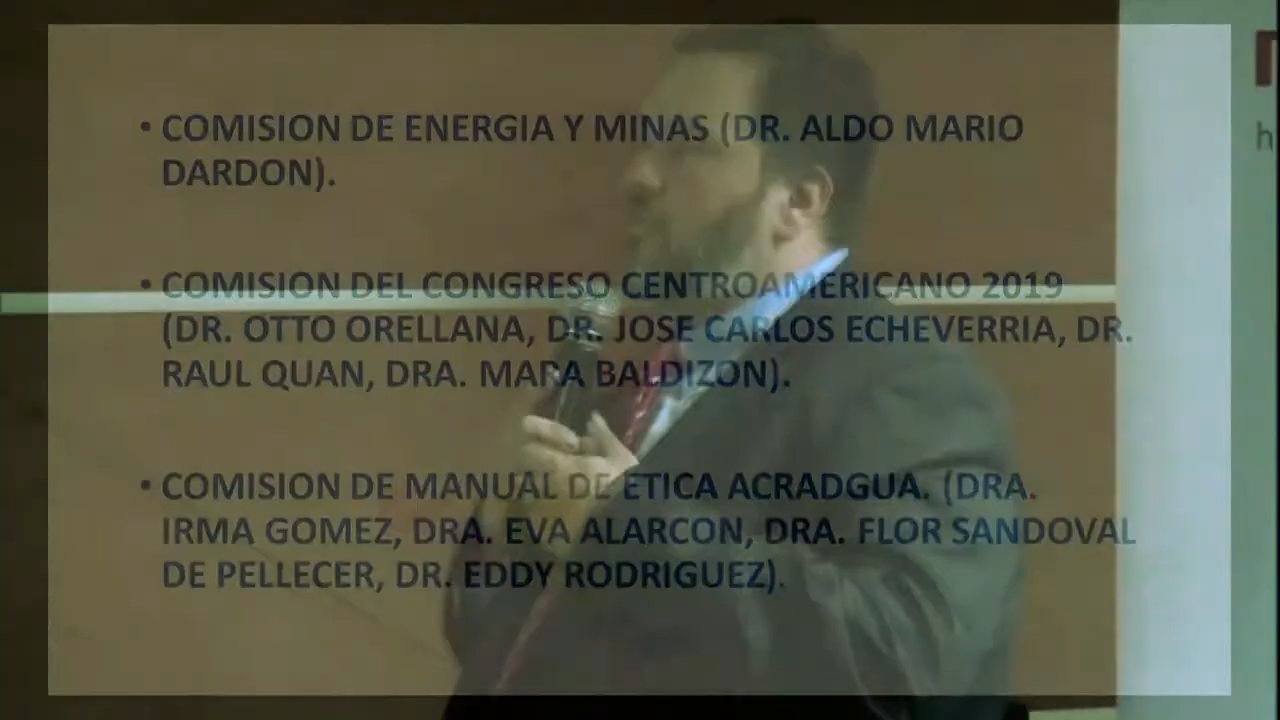 • COMISION DE ENERGIA Y MINAS (DR. ALDO MARIO
DARDON).
• COMISION DEL CONGRESO CENTROAMERICANO 2019
(DR. OTTO ORELLANA, DR. JOSE CARLOS ECHEVERRIA, DR.
RAUL QUAN, DRA. MARA BALDIZON).
• COMISION DE MANUAL DE ETICA ACRADGUA. (DRA.
IRMA GOMEZ, DRA. EVA ALARCON, DRA. FLOR SANDOVAL
DE PELLECER, DR. EDDY RODRIGUEZ).